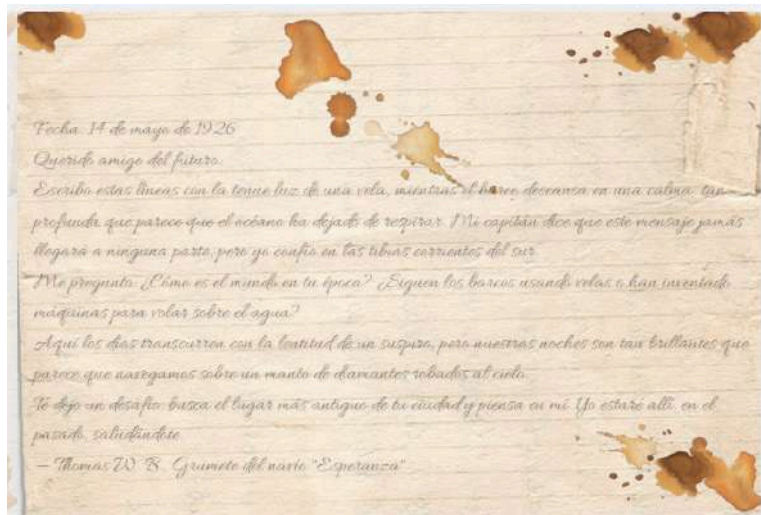 Fecha: 14 de mayo de 1926
Querido amigo del futuro:
Escribo estas líneas con la tenue luz de una vela, mientras el barco descansa en una calma tan
profunda que parece que el océano ha dejado de respirar. Mi capitán dice que este mensaje jamás
llegará a ninguna parte, pero yo confío en las tibias corrientes del sur.
Me pregunto: ¿Cómo es el mundo en tu época? ¿Siguen los barcos usando velas o han inventado
máquinas para volar sobre el agua?
Aquí los días transcurren con la lentitud de un suspiro, pero nuestras noches son tan brillantes que
parece que navegamos sobre un manto de diamantes robados al cielo.
Te dejo un desafío: busca el lugar más antiguo de tu ciudad y piensa en mí. Yo estaré allí, en el
pasado, saludándote.
— Thomas W. B. Grumete del navío "Esperanza"